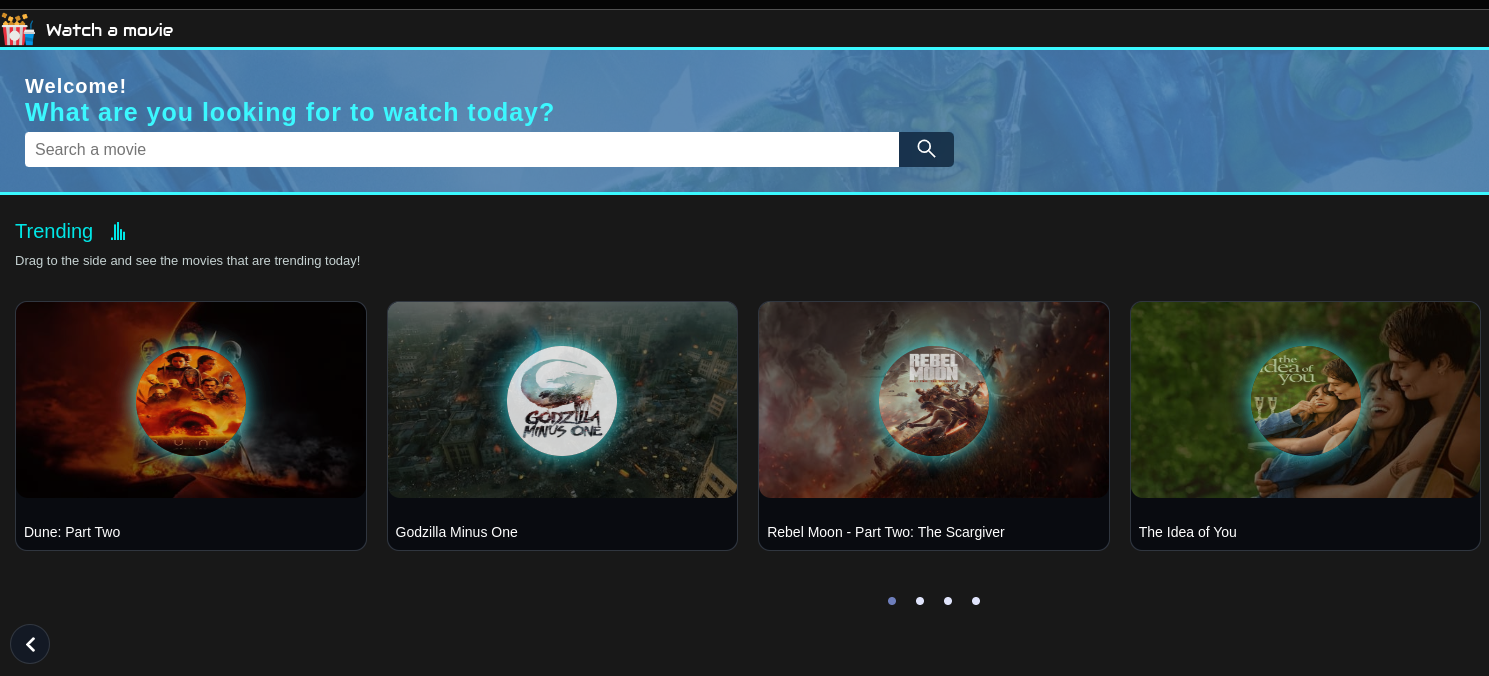 Watch a movie
Welcome!
What are you looking for to watch today?
Search a movie
Trending
Drag to the side and see the movies that are trending today!
DUNE
GODZILLA
MINUS ONE
REBEL
MOON
the
idea of
you
Dune: Part Two
Godzilla Minus One
Rebel Moon - Part Two: The Scargiver
The Idea of You